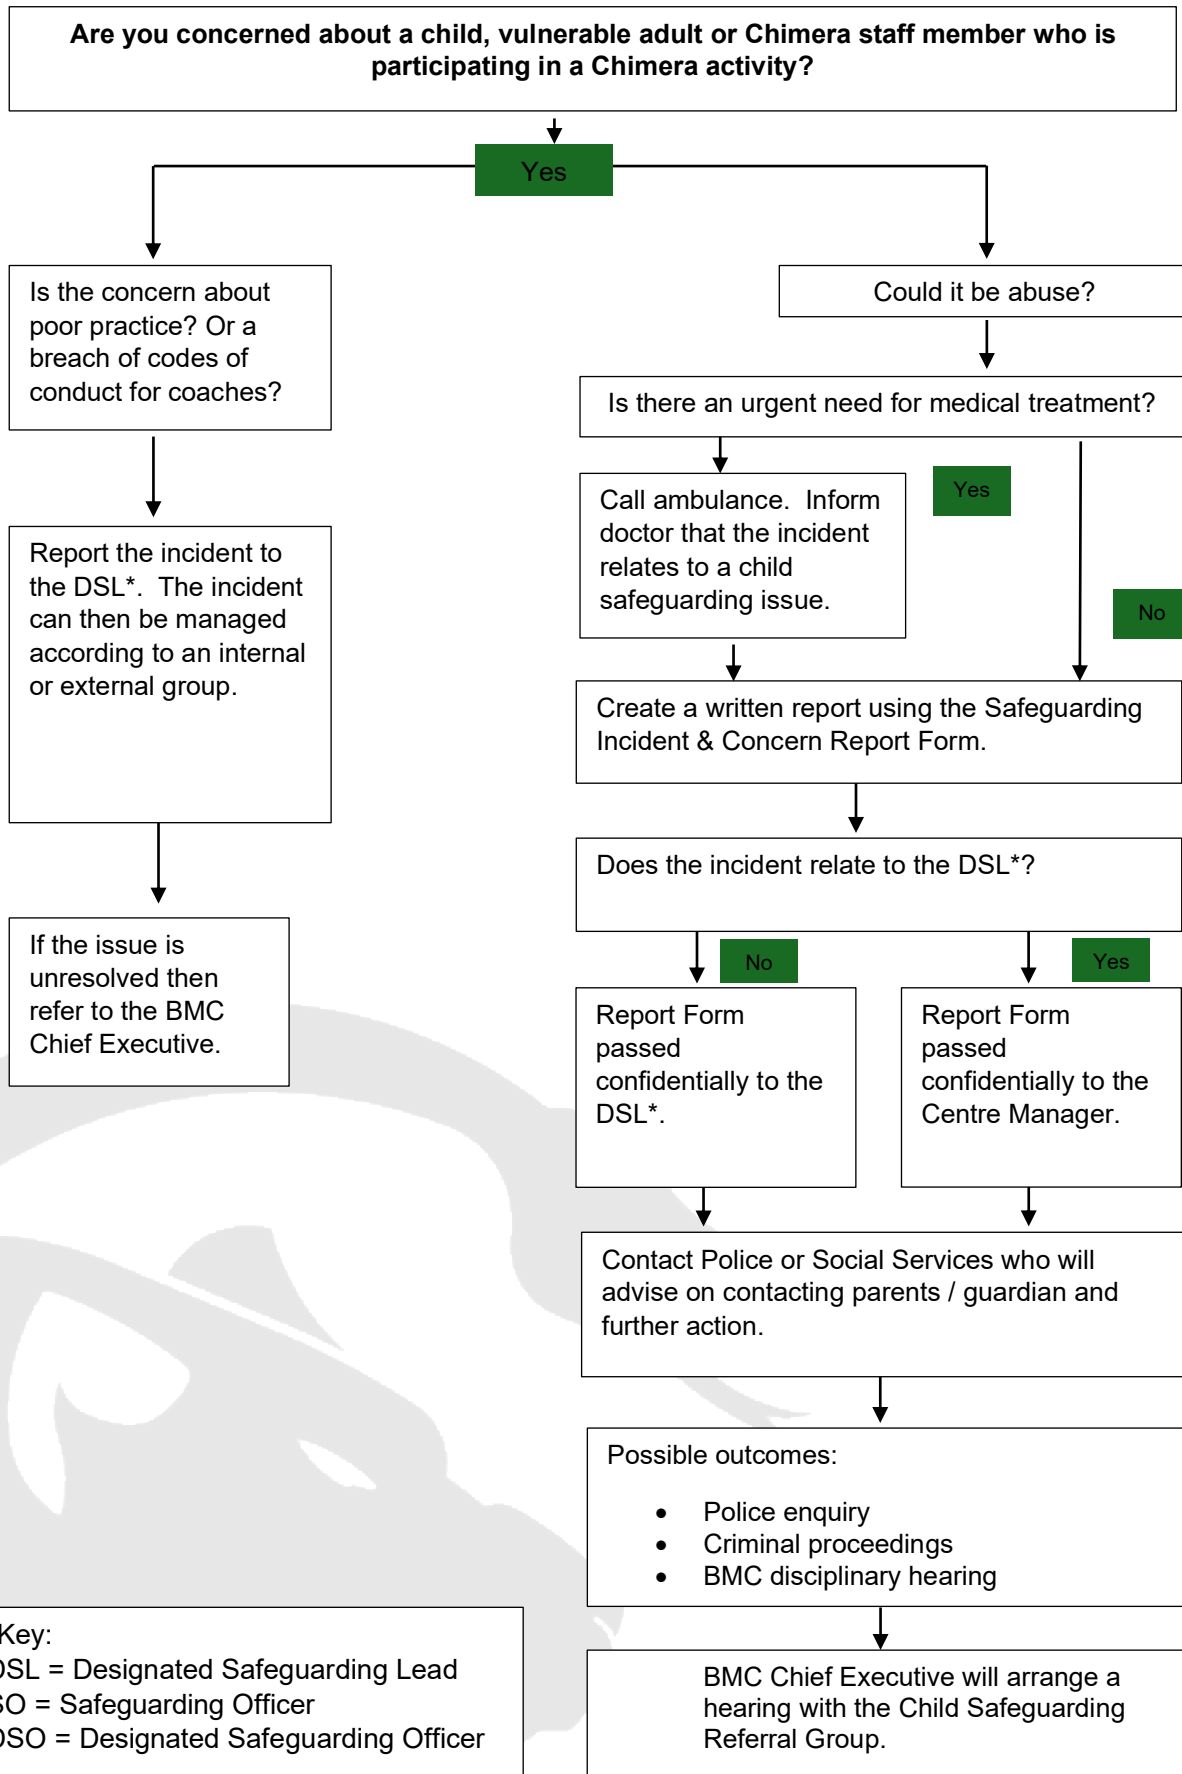 Are you concerned about a child, vulnerable adult or Chimera staff member who is
participating in a Chimera activity?
Yes
Is the concern about
poor practice? Or a
breach of codes of
conduct for coaches?
Report the incident to
the DSL*. The incident
can then be managed
according to an internal
or external group.
If the issue is
unresolved then
refer to the BMC
Chief Executive.
Could it be abuse?
Is there an urgent need for medical treatment?
Call ambulance. Inform
doctor that the incident
relates to a child
safeguarding issue.
Yes
No
Create a written report using the Safeguarding
Incident & Concern Report Form.
Does the incident relate to the DSL*?
No
Yes
Report Form
passed
confidentially to the
DSL*.
Report Form
passed
confidentially to the
Centre Manager.
Contact Police or Social Services who will
advise on contacting parents / guardian and
further action.
Possible outcomes:
• Police enquiry
• Criminal proceedings
• BMC disciplinary hearing
BMC Chief Executive will arrange a
hearing with the Child Safeguarding
Referral Group.
Key:
DSL = Designated Safeguarding Lead
SO = Safeguarding Officer
DSO = Designated Safeguarding Officer